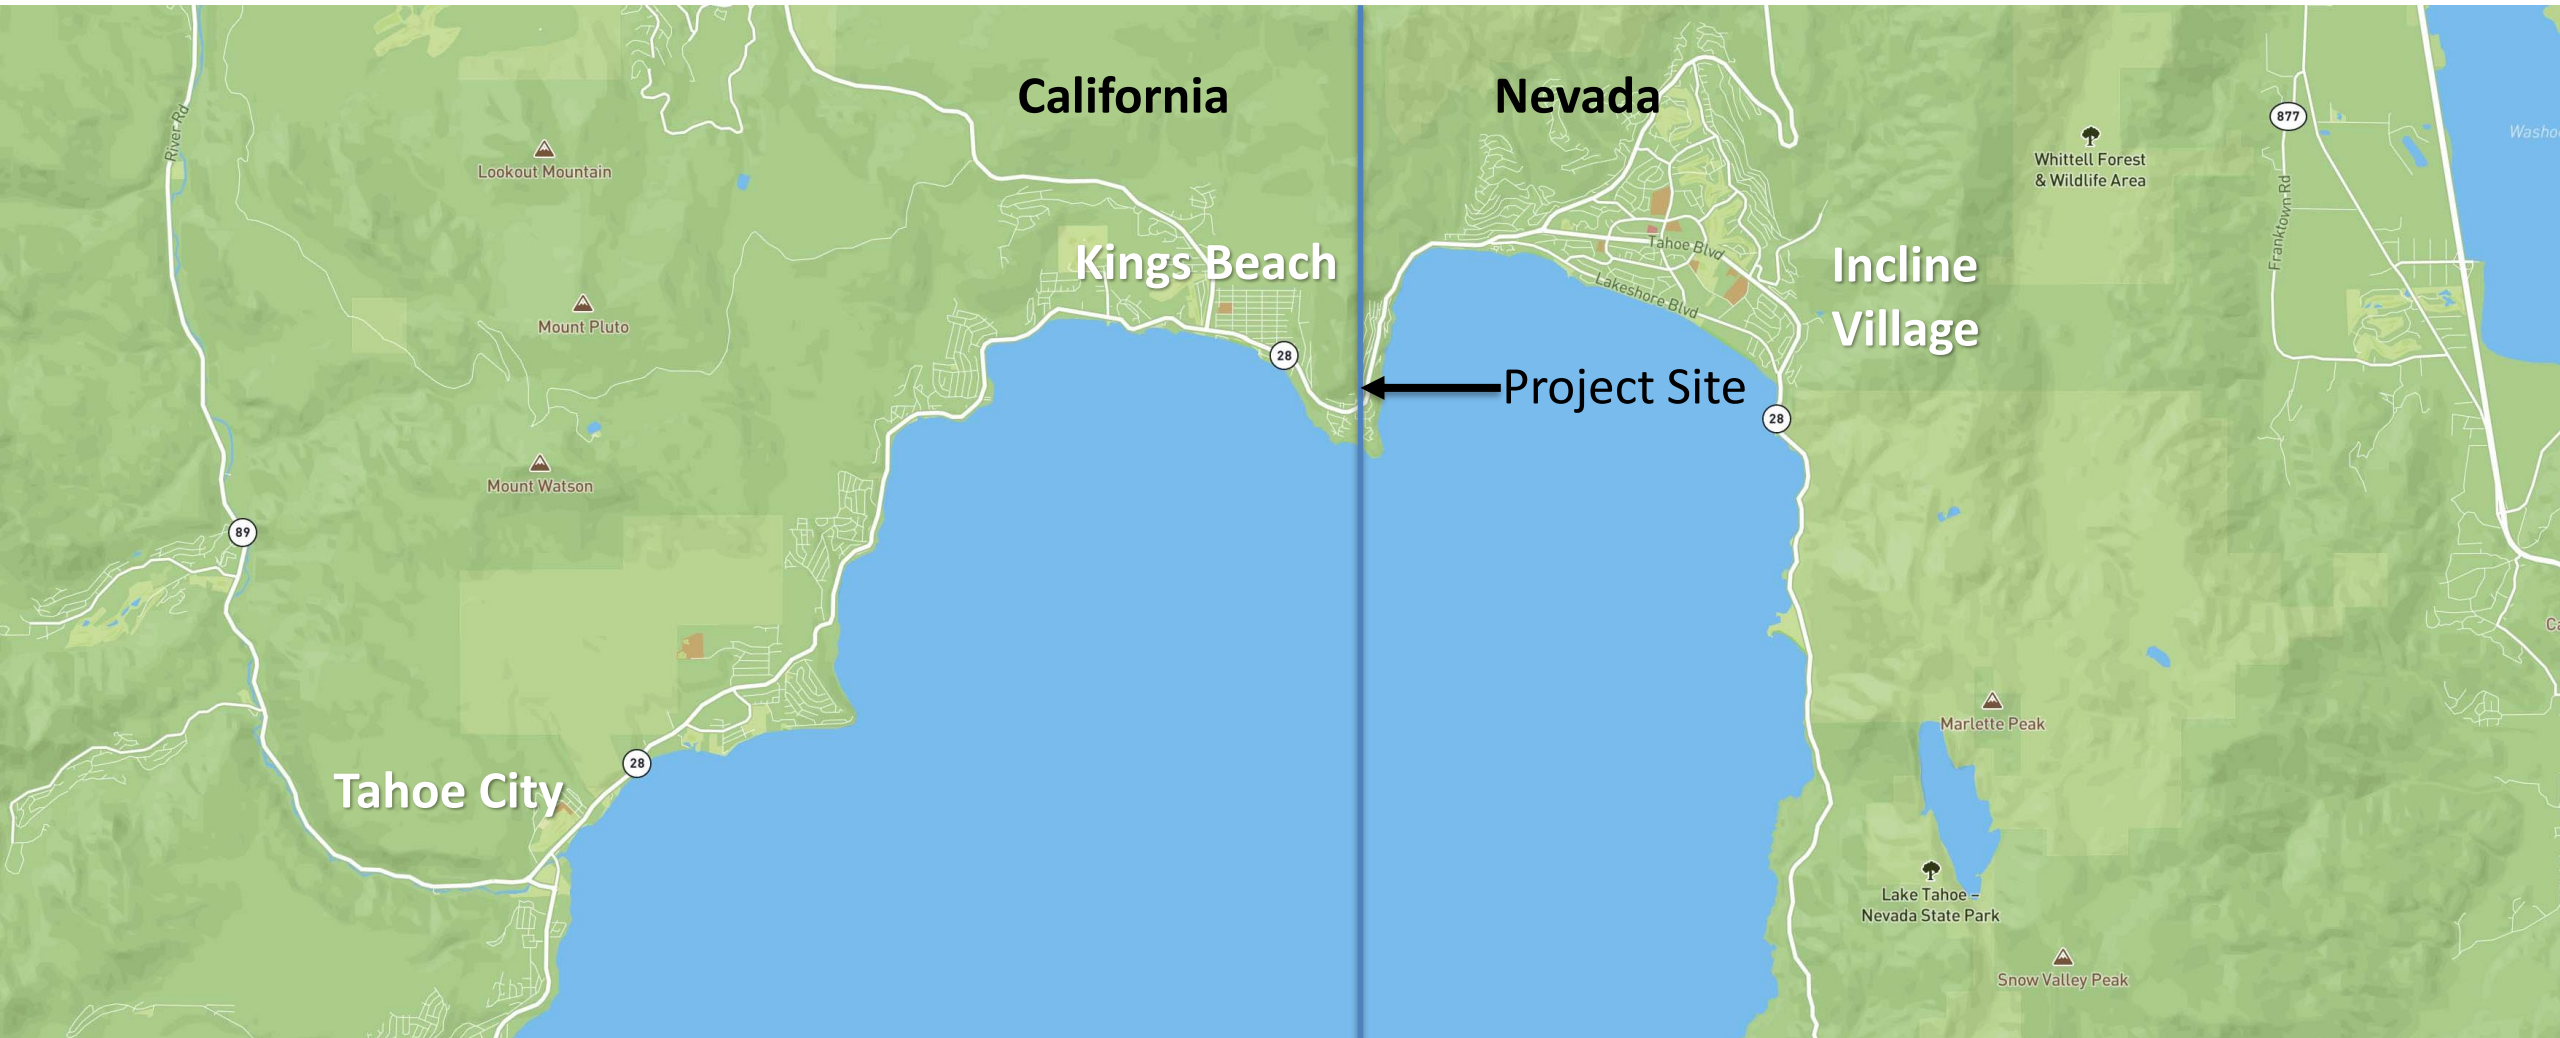 California
Nevada
River Rd
Lookout Mountain
877
Washo
Whittell Forest
& Wildlife Area
Franktown Rd
Kings Beach
Tahoe Blvd
Incline
Village
Lakeshore Blvd
Mount Pluto
28
Project Site
28
Mount Watson
89
Ca
Marlette Peak
28
Tahoe City
Lake Tahoe –
Nevada State Park
Snow Valley Peak